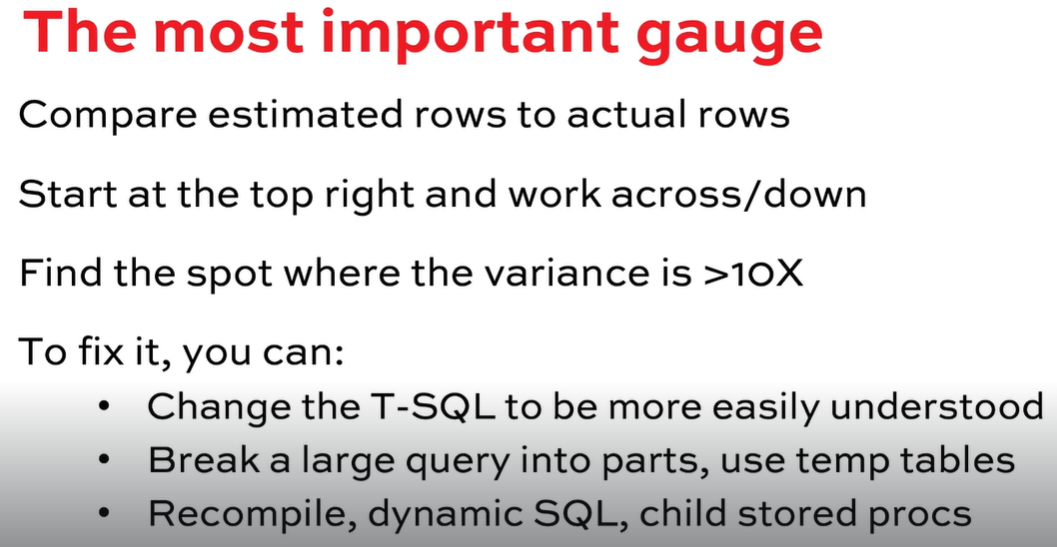 The most important gauge
Compare estimated rows to actual rows
Start at the top right and work across/down
Find the spot where the variance is >10X
To fix it, you can:
• Change the T-SQL to be more easily understood
• Break a large query into parts, use temp tables
• Recompile, dynamic SQL, child stored procs